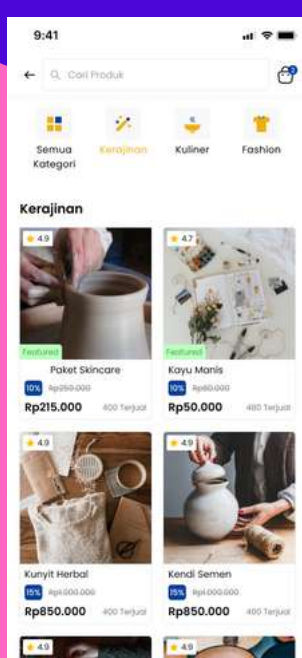 9:41
Cari Produk
Semua
Kategori
Kerajinan
Kuliner
Fashion
Kerajinan
4.9
4.7
Featured
Featured
Paket Skincare
Kayu Manis
10% Rp250.000
10% Rp60.000
Rp215.000 400 Terjual
Rp50.000 480 Terjual
4.9
4.9
Kunyit Herbal
Kendi Semen
15% Rp1.000.000
15% Rp1.000.000
Rp850.000 400 Terjual
Rp850.000 400 Terjual
4.9
4.9